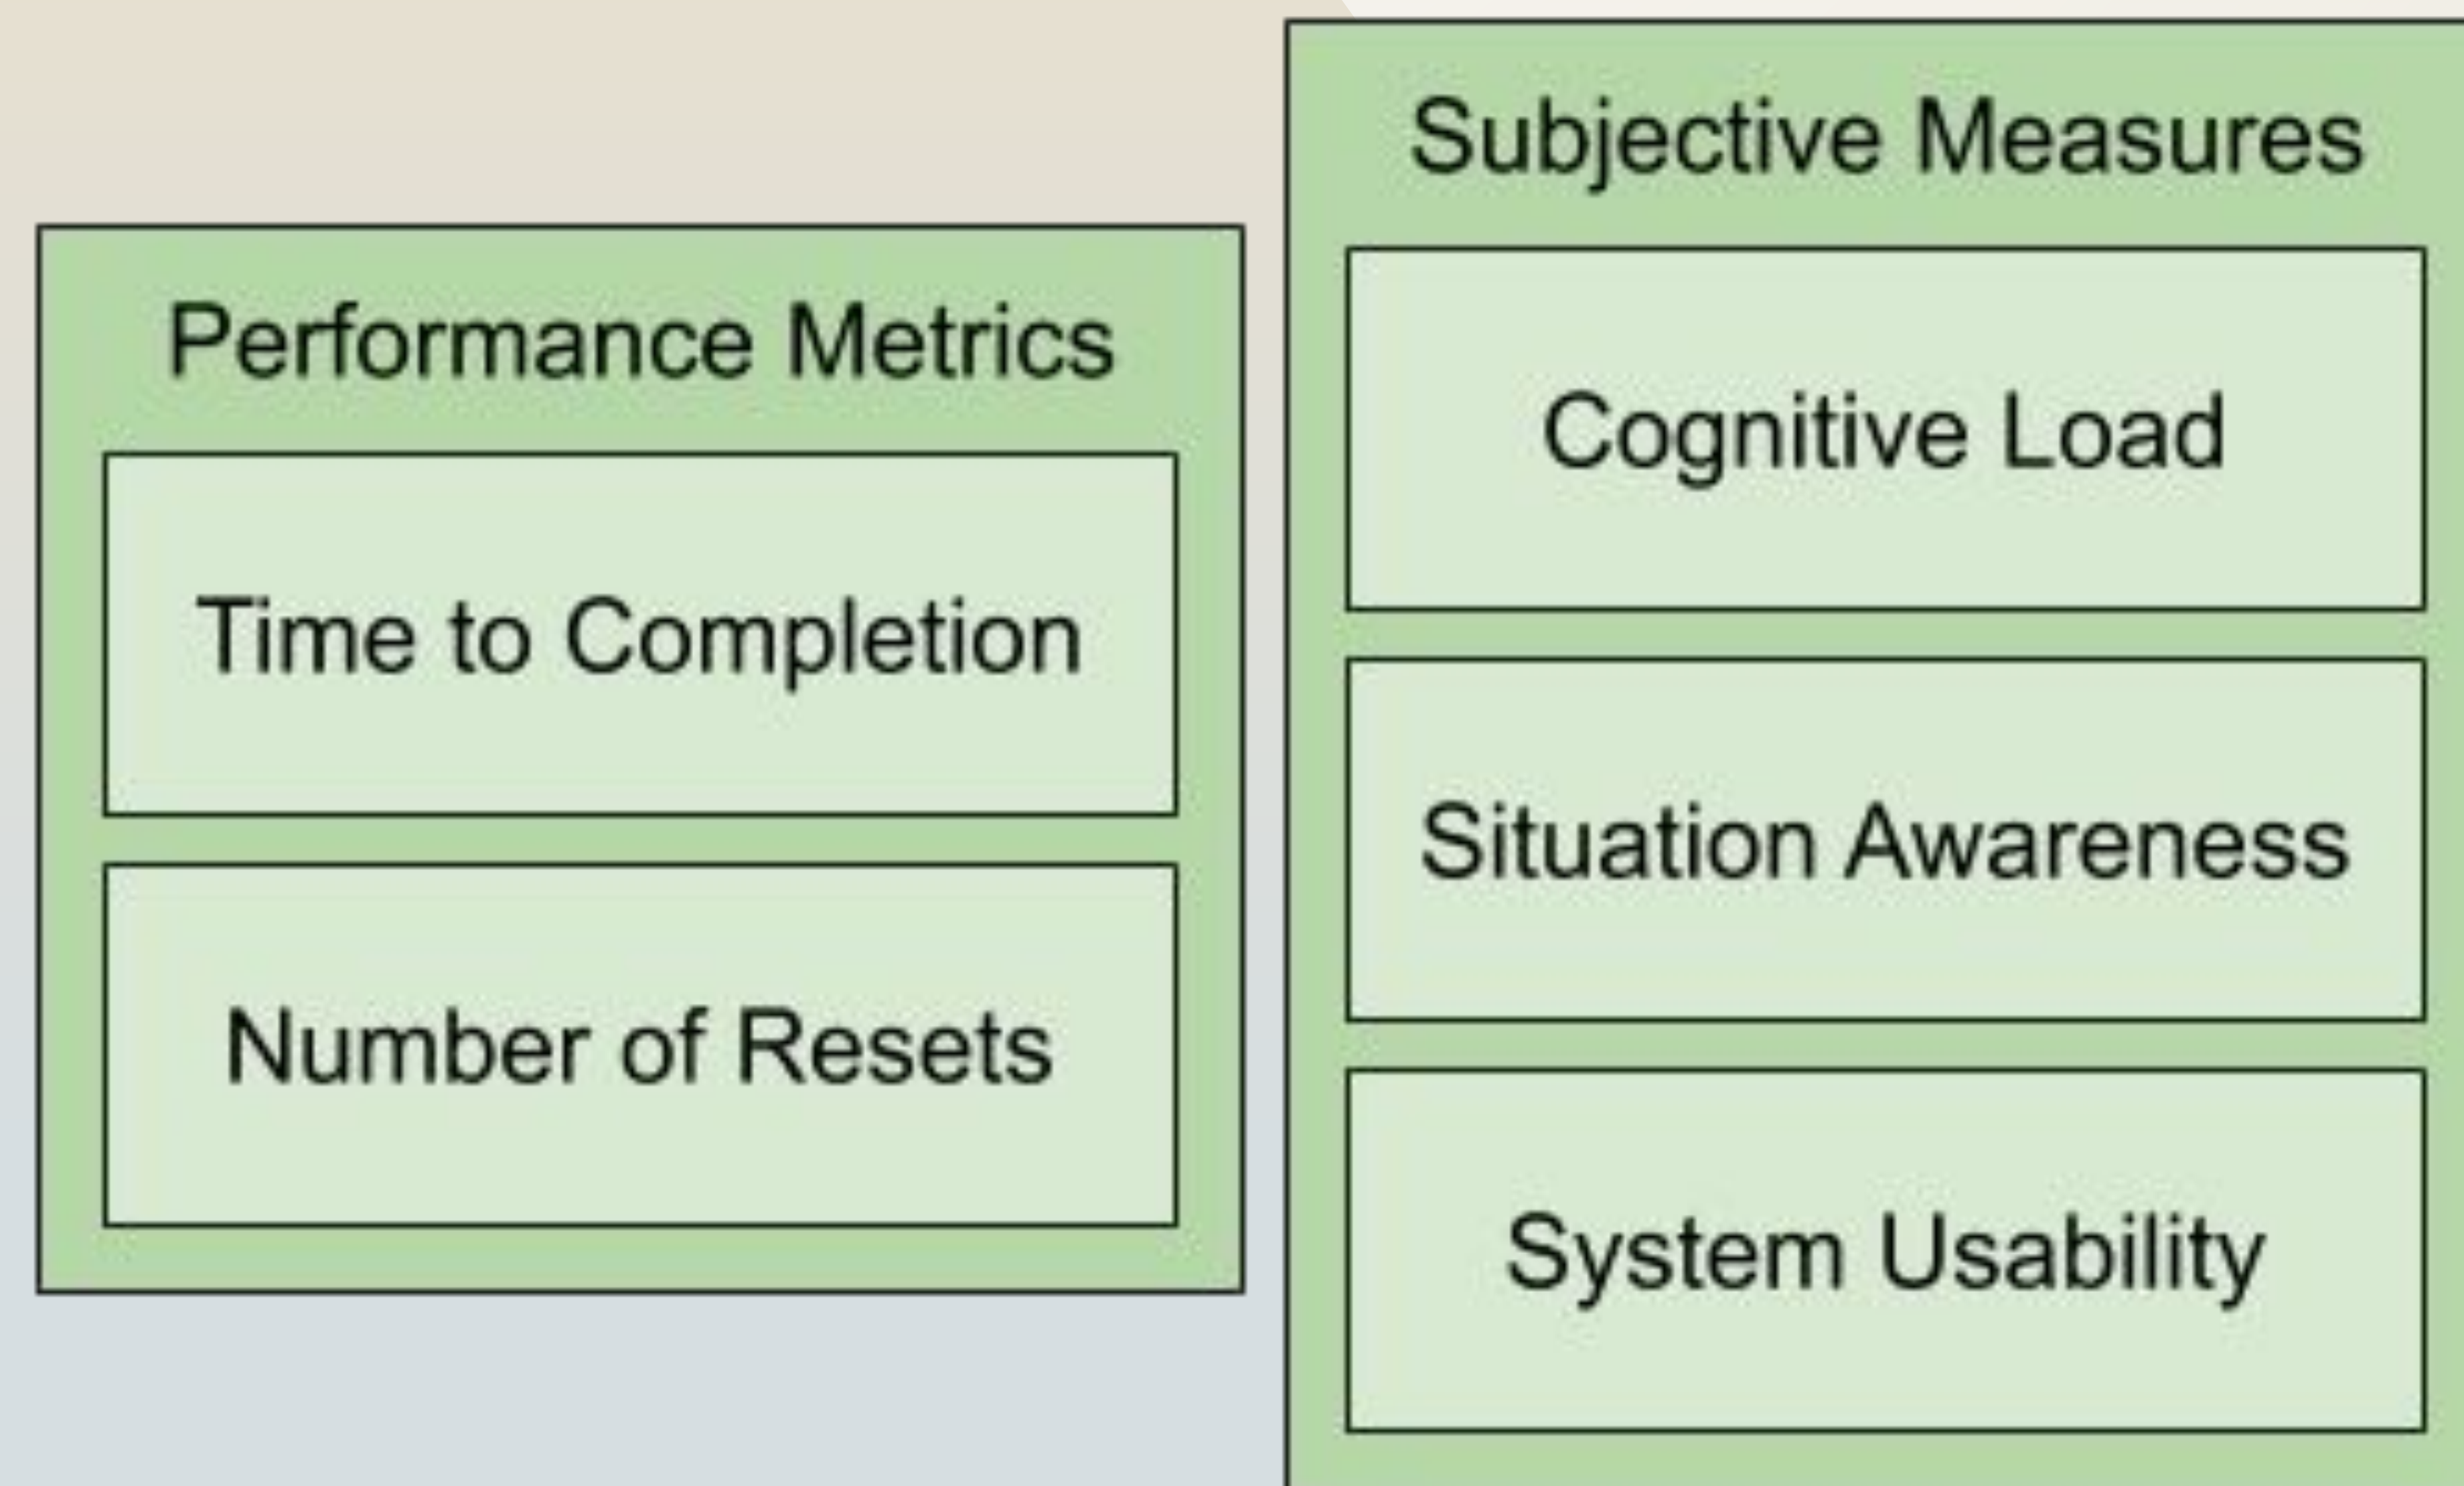 Performance Metrics
Time to Completion
Number of Resets
Subjective Measures
Cognitive Load
Situation Awareness
System Usability